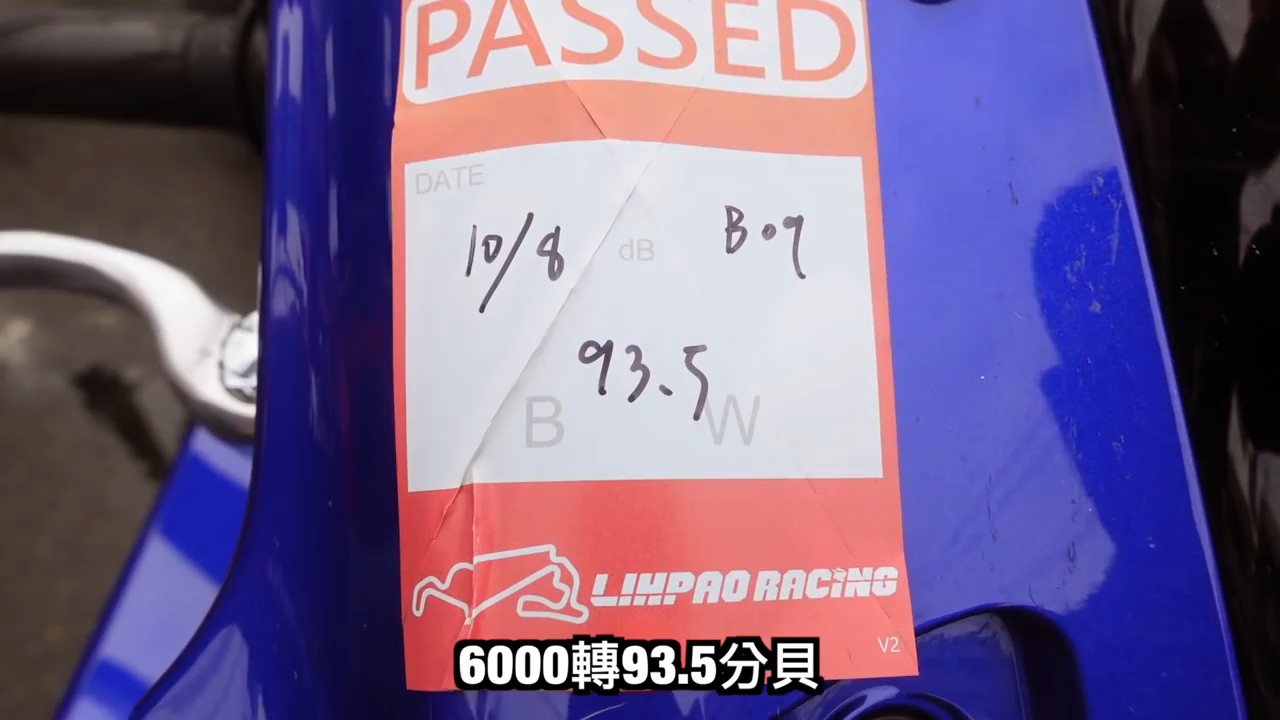 PASSED
DATE
10/8
dB
B09
93.5
B W
LIHPAO RACING
V2
6000轉93.5分貝